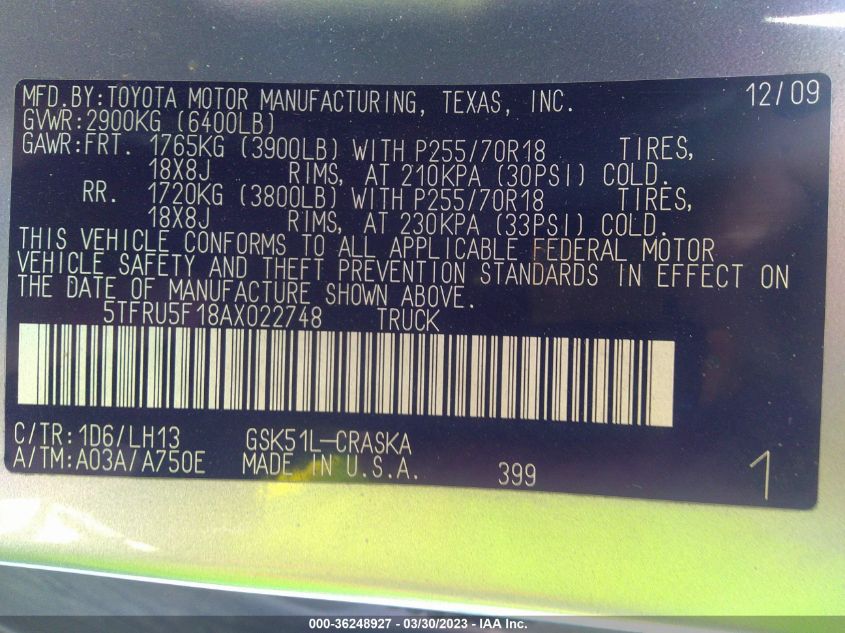 MFD.BY:TOYOTA MOTOR MANUFACTURING, TEXAS, INC. 12/09
GVWR:2900KG (6400LB)
GAWR:FRT. 1765KG (3900LB) WITH P255/70R18 TIRES,
18X8J RIMS, AT 210KPA (30PSI) COLD.
RR. 1720KG (3800LB) WITH P255/70R18 TIRES,
18X8J RIMS, AT 230KPA (33PSI) COLD.
THIS VEHICLE CONFORMS TO ALL APPLICABLE FEDERAL MOTOR
VEHICLE SAFETY AND THEFT PREVENTION STANDARDS IN EFFECT ON
THE DATE OF MANUFACTURE SHOWN ABOVE.
5TFRU5F18AX022748 TRUCK
C/TR:1D6/LH13 GSK51L-CRASKA
A/TM:A03A/A750E MADE IN U.S.A. 399 1
000-36248927 - 03/30/2023 - IAA Inc.